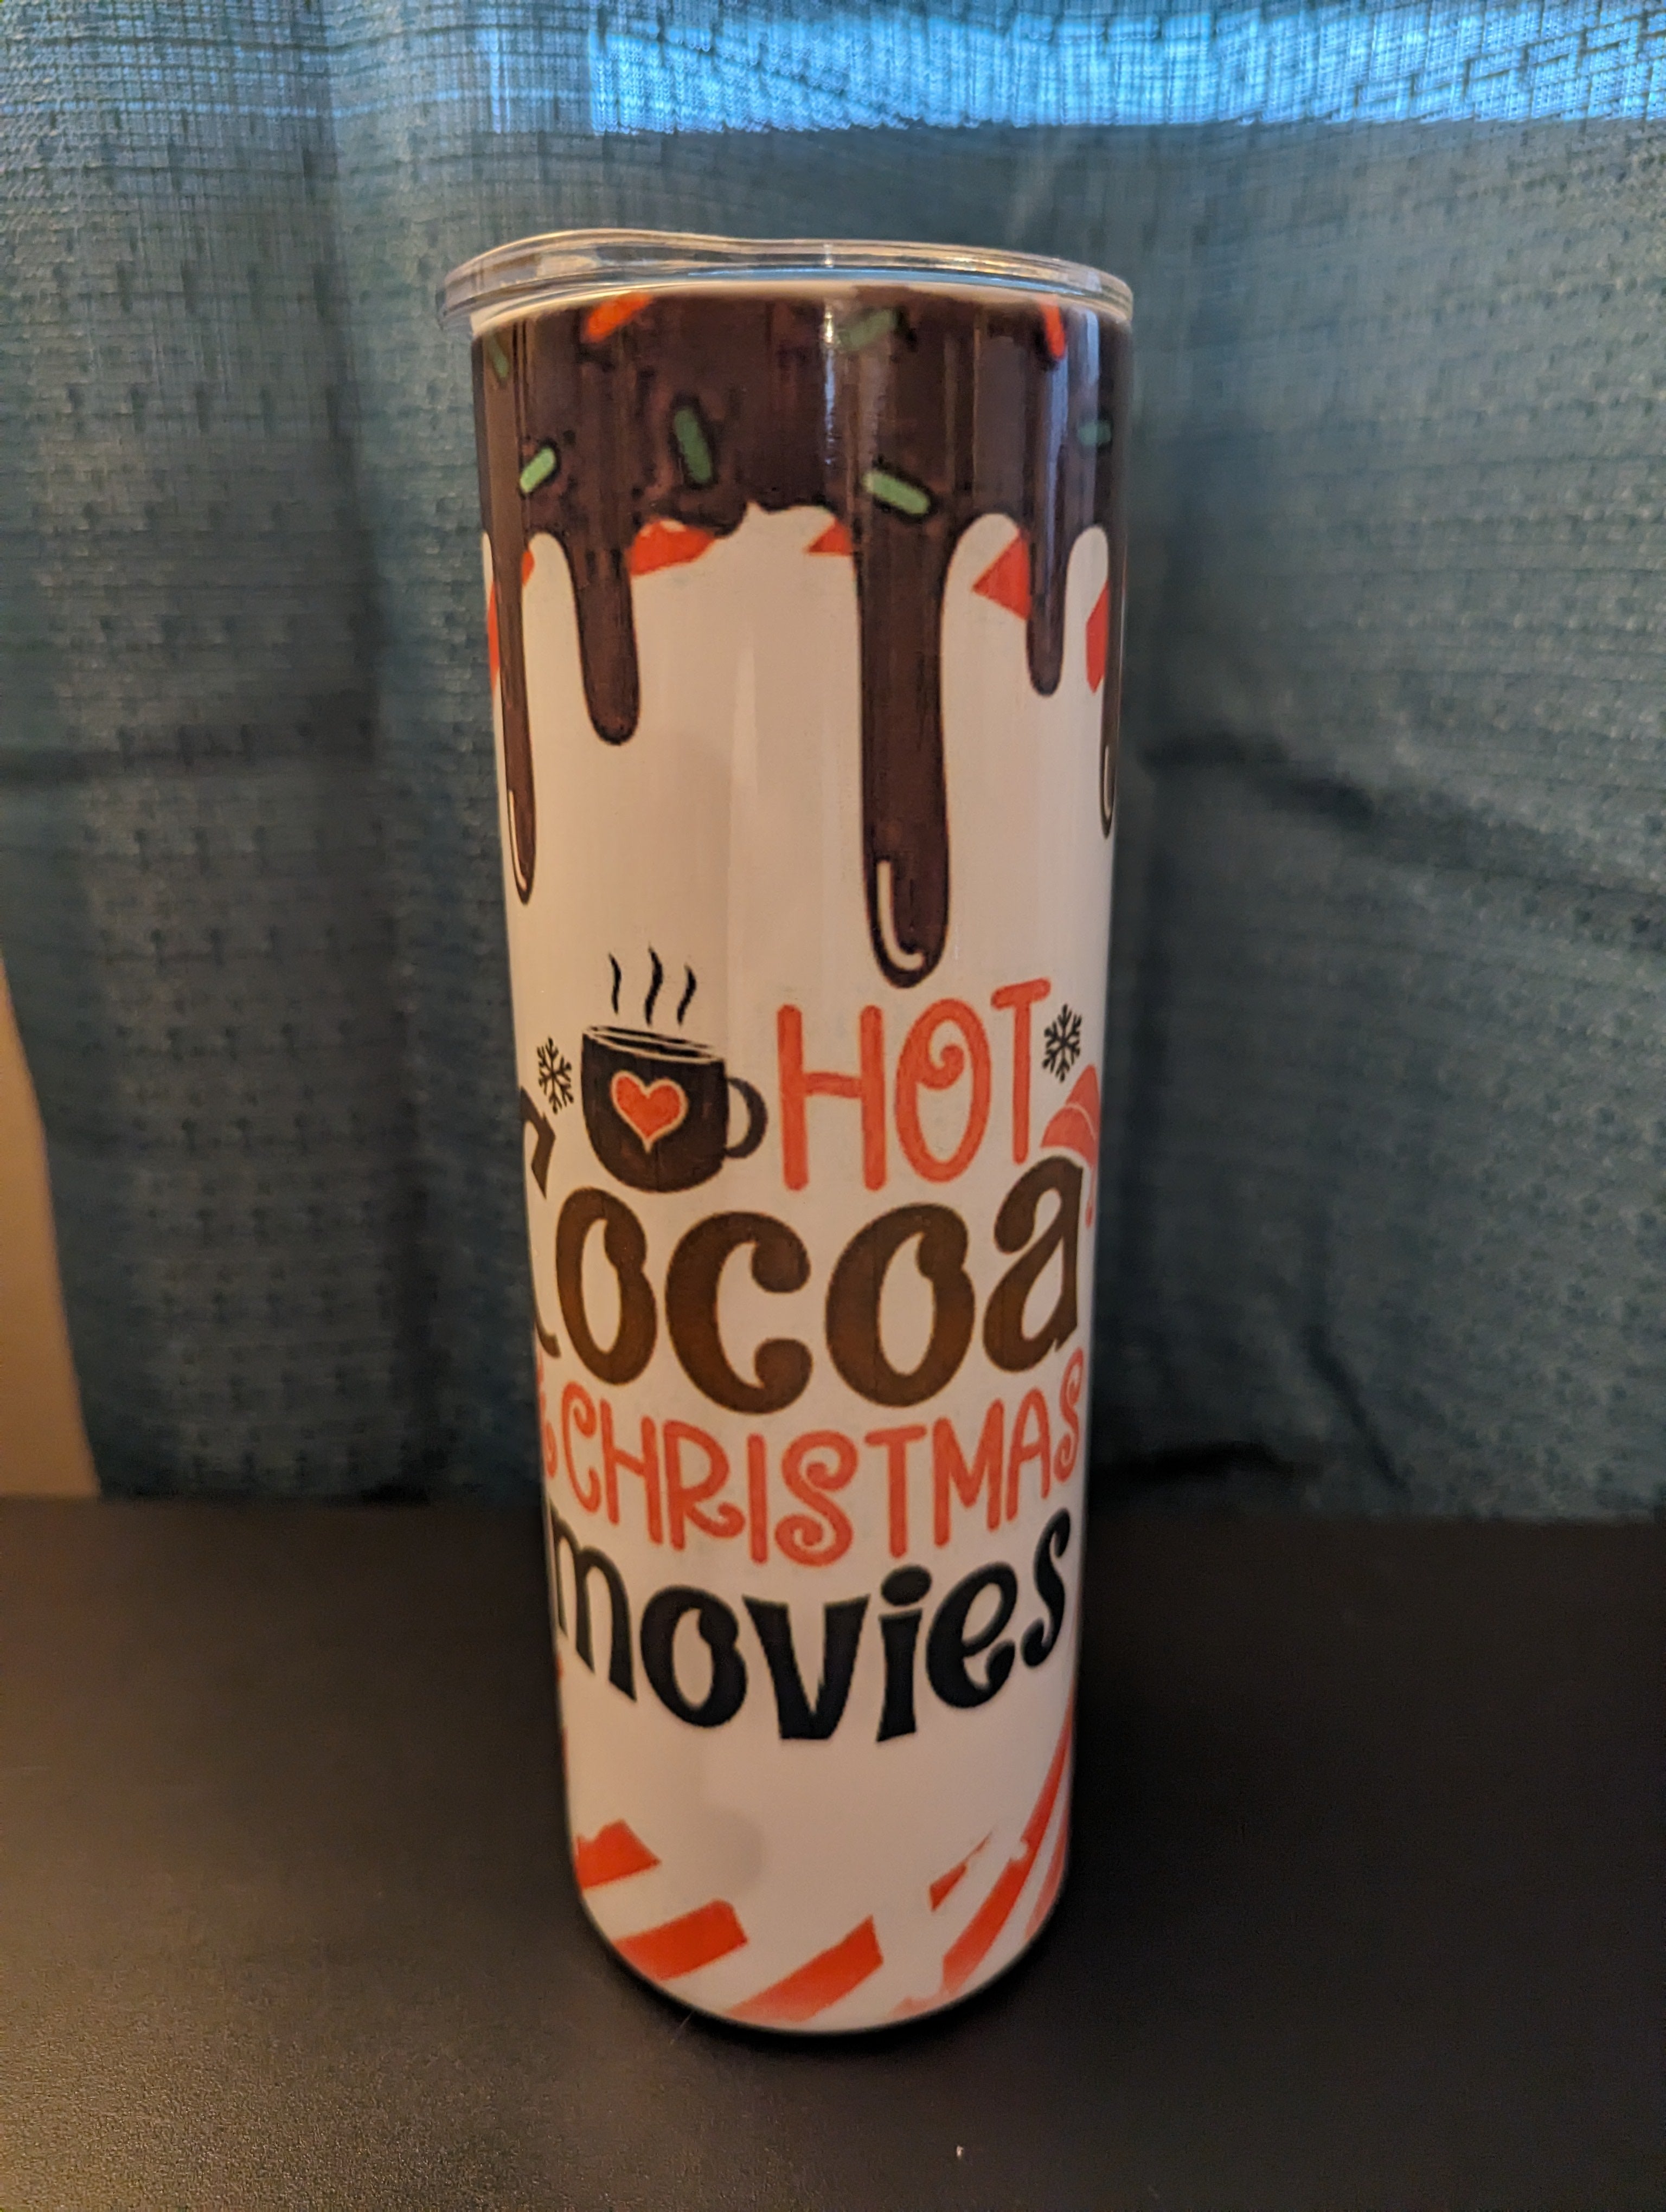 HOT
Cocoa
& CHRISTMAS
movies